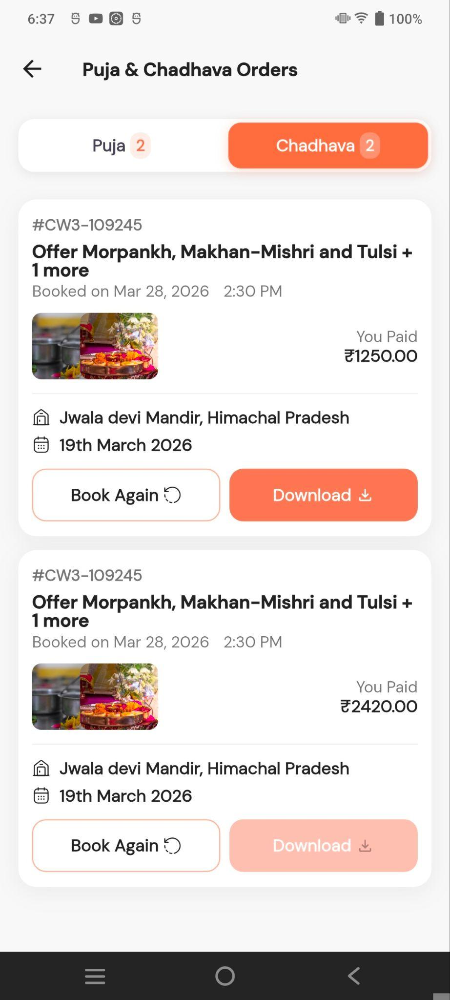 6:37
100%
Puja & Chadhava Orders
Puja 2
Chadhava 2
#CW3-109245
Offer Morpankh, Makhan-Mishri and Tulsi +
1 more
Booked on Mar 28, 2026 2:30 PM
You Paid
₹1250.00
Jwala devi Mandir, Himachal Pradesh
19th March 2026
Book Again
Download
#CW3-109245
Offer Morpankh, Makhan-Mishri and Tulsi +
1 more
Booked on Mar 28, 2026 2:30 PM
You Paid
₹2420.00
Jwala devi Mandir, Himachal Pradesh
19th March 2026
Book Again
Download